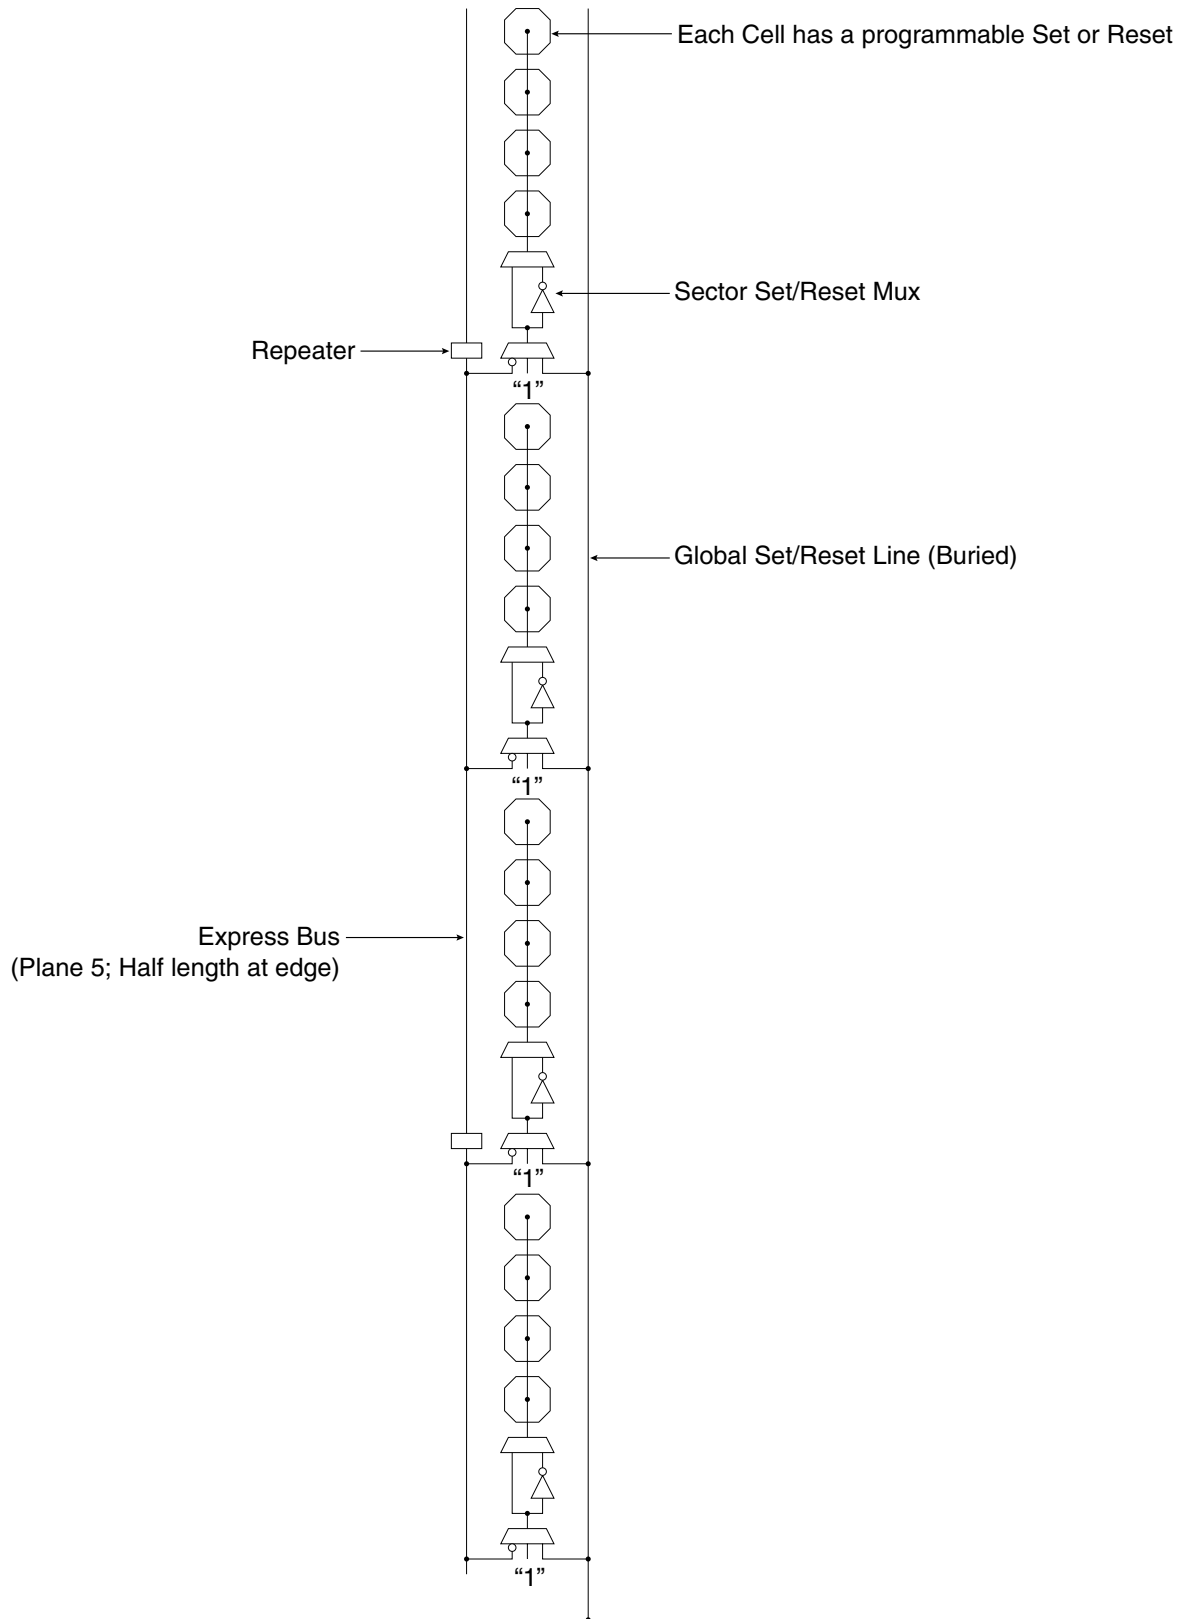 Each Cell has a programmable Set or Reset
Sector Set/Reset Mux
Repeater
“1”
Global Set/Reset Line (Buried)
“1”
Express Bus
(Plane 5; Half length at edge)
“1”
“1”